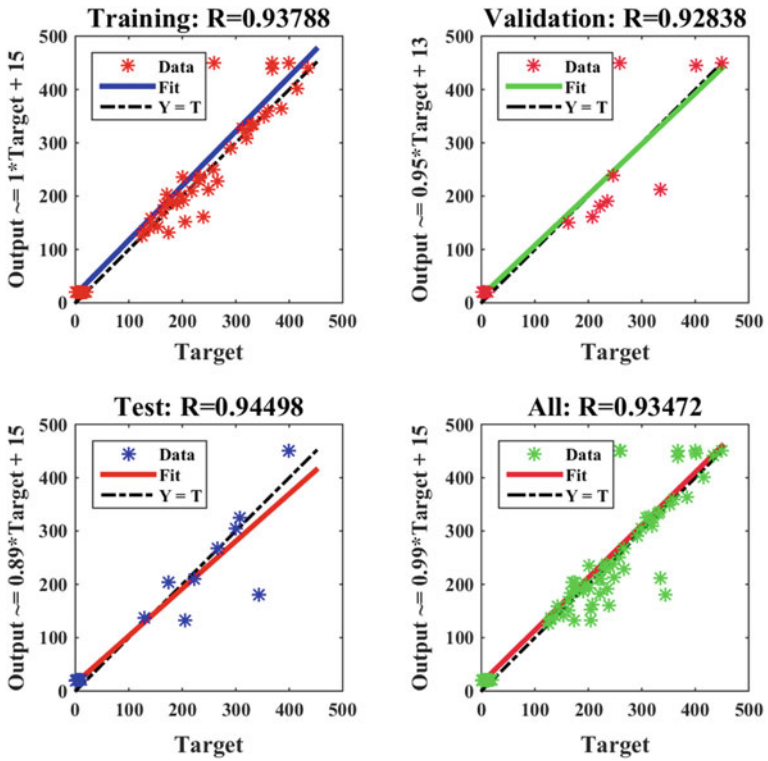 Training: R=0.93788
Output ~= 1*Target + 15
500
400
300
200
100
0
Data
Fit
Y = T
0 100 200 300 400 500
Target
Validation: R=0.92838
Output ~= 0.95*Target + 13
500
400
300
200
100
0
Data
Fit
Y = T
0 100 200 300 400 500
Target
Test: R=0.94498
Output ~= 0.89*Target + 15
500
400
300
200
100
0
Data
Fit
Y = T
0 100 200 300 400 500
Target
All: R=0.93472
Output ~= 0.99*Target + 15
500
400
300
200
100
0
Data
Fit
Y = T
0 100 200 300 400 500
Target